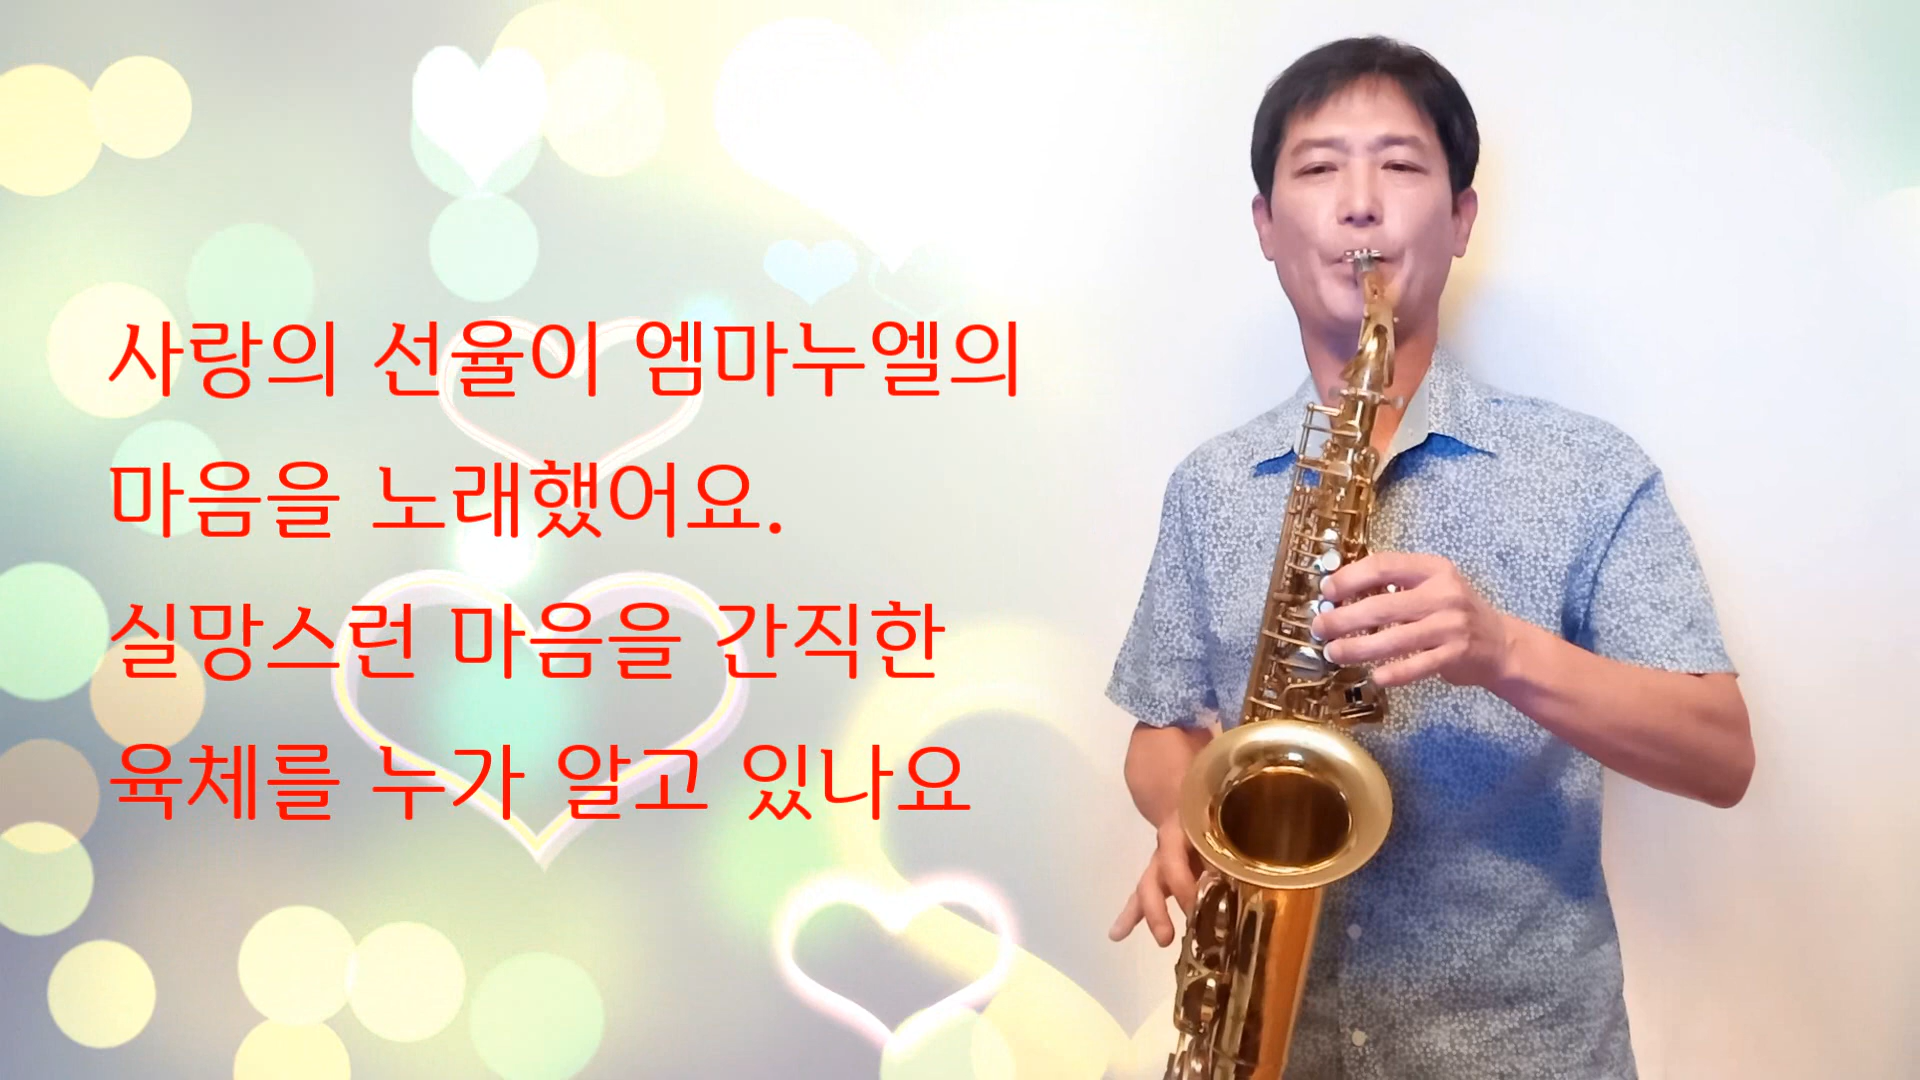 사랑의 선율이 엠마누엘의
마음을 노래했어요.
실망스런 마음을 간직한
육체를 누가 알고 있나요